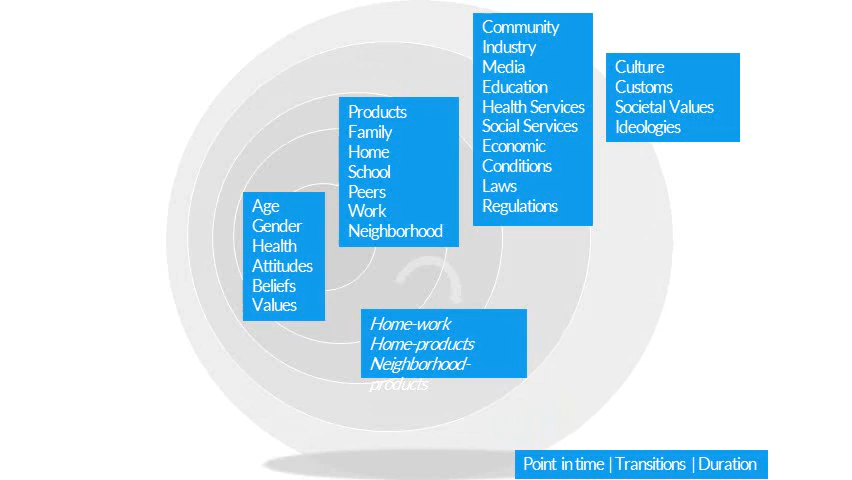 Community
Industry
Media
Education
Health Services
Social Services
Economic
Conditions
Laws
Regulations
Culture
Customs
Societal Values
Ideologies
Products
Family
Home
School
Peers
Work
Neighborhood
Age
Gender
Health
Attitudes
Beliefs
Values
Home-work
Home-products
Neighborhood-
products
Point in time | Transitions | Duration